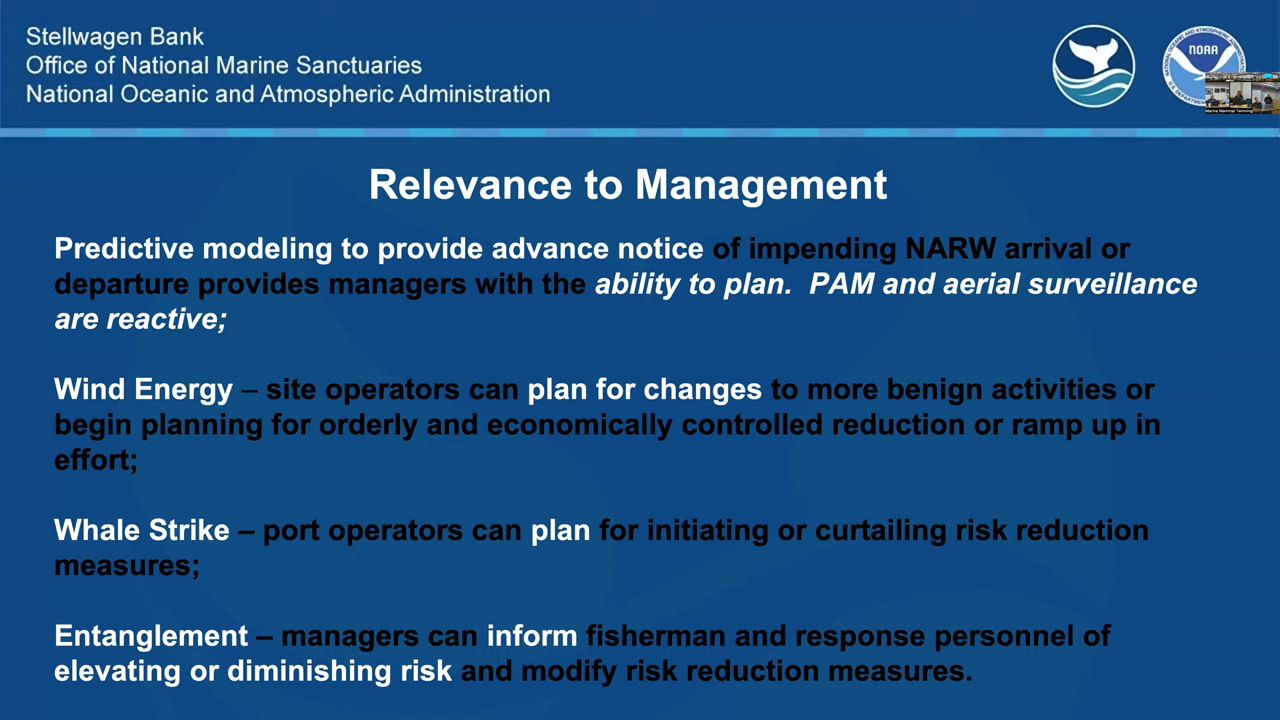 Stellwagen Bank
Office of National Marine Sanctuaries
National Oceanic and Atmospheric Administration
NOAA
Marine Mammal Twinning
Relevance to Management
Predictive modeling to provide advance notice of impending NARW arrival or
departure provides managers with the ability to plan. PAM and aerial surveillance
are reactive;
Wind Energy – site operators can plan for changes to more benign activities or
begin planning for orderly and economically controlled reduction or ramp up in
effort;
Whale Strike – port operators can plan for initiating or curtailing risk reduction
measures;
Entanglement – managers can inform fisherman and response personnel of
elevating or diminishing risk and modify risk reduction measures.